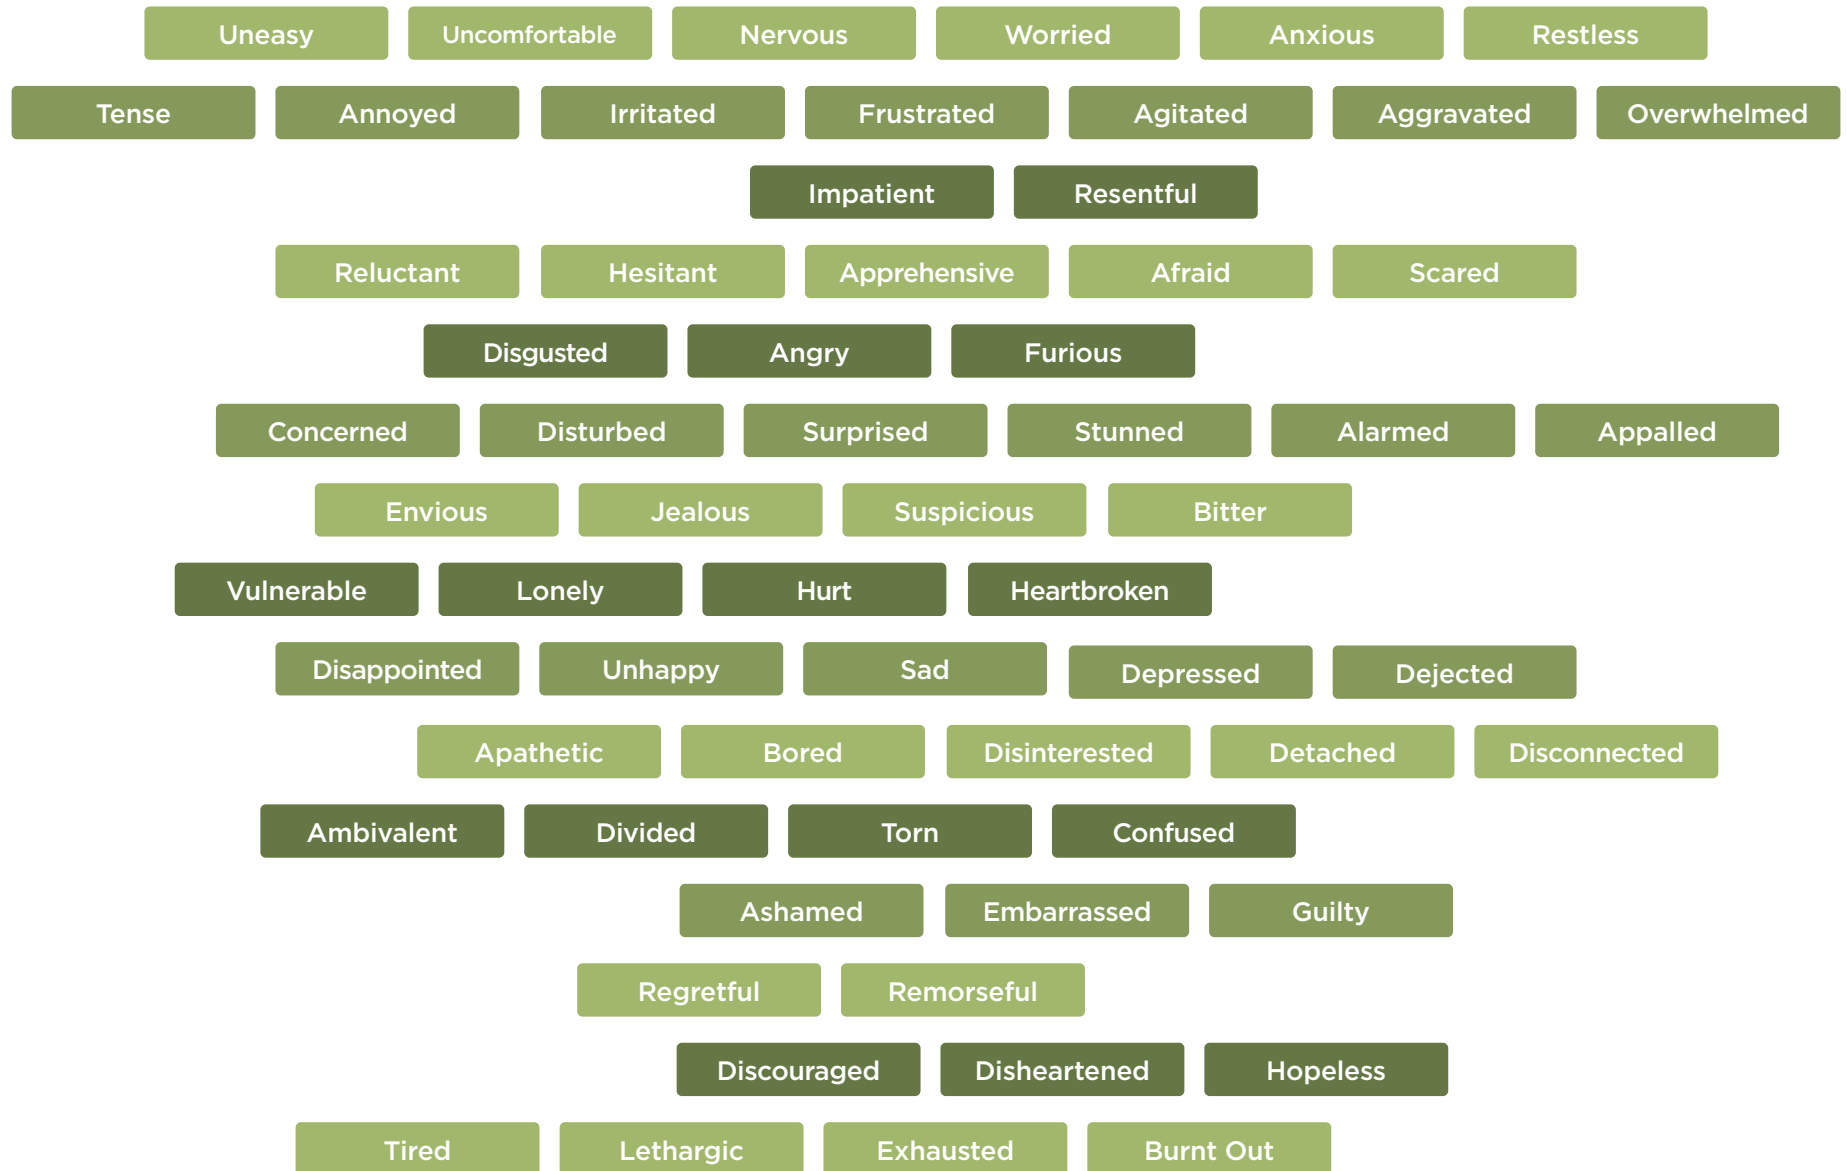 Uneasy Uncomfortable Nervous Worried Anxious Restless
Tense Annoyed Irritated Frustrated Agitated Aggravated Overwhelmed
Impatient Resentful
Reluctant Hesitant Apprehensive Afraid Scared
Disgusted Angry Furious
Concerned Disturbed Surprised Stunned Alarmed Appalled
Envious Jealous Suspicious Bitter
Vulnerable Lonely Hurt Heartbroken
Disappointed Unhappy Sad Depressed Dejected
Apathetic Bored Disinterested Detached Disconnected
Ambivalent Divided Torn Confused
Ashamed Embarrassed Guilty
Regretful Remorseful
Discouraged Disheartened Hopeless
Tired Lethargic Exhausted Burnt Out